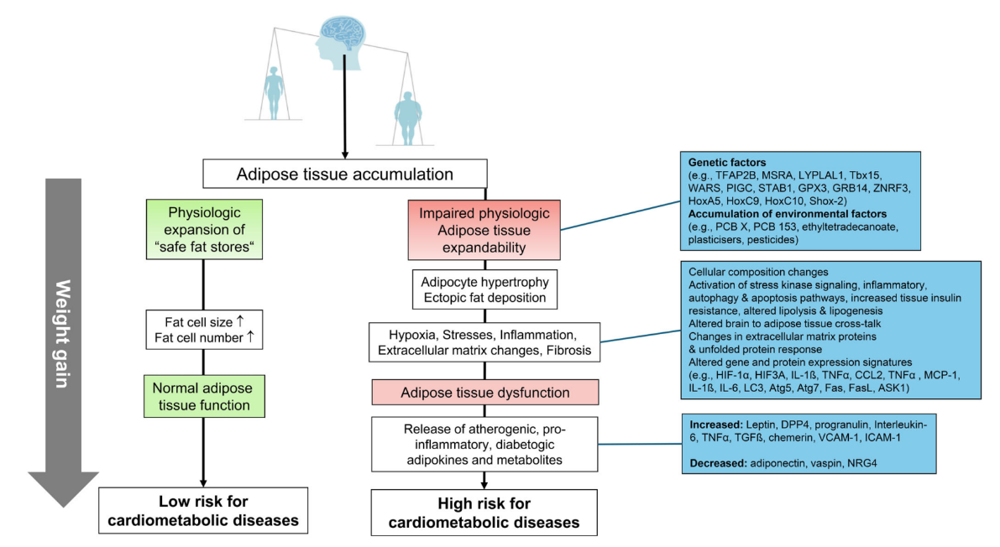 Adipose tissue accumulation
Weight gain
Physiologic
expansion of
“safe fat stores“
Fat cell size ↑
Fat cell number ↑
Normal adipose
tissue function
Low risk for
cardiometabolic diseases
Impaired physiologic
Adipose tissue
expandability
Adipocyte hypertrophy
Ectopic fat deposition
Hypoxia, Stresses, Inflammation,
Extracellular matrix changes, Fibrosis
Adipose tissue dysfunction
Release of atherogenic, pro-
inflammatory, diabetogic
adipokines and metabolites
High risk for
cardiometabolic diseases
Genetic factors
(e.g., TFAP2B, MSRA, LYPLAL1, Tbx15,
WARS, PIGC, STAB1, GPX3, GRB14, ZNRF3,
HoxA5, HoxC9, HoxC10, Shox-2)
Accumulation of environmental factors
(e.g., PCB X, PCB 153, ethyltetradecanoate,
plasticisers, pesticides)
Cellular composition changes
Activation of stress kinase signaling, inflammatory,
autophagy & apoptosis pathways, increased tissue insulin
resistance, altered lipolysis & lipogenesis
Altered brain to adipose tissue cross-talk
Changes in extracellular matrix proteins
& unfolded protein response
Altered gene and protein expression signatures
(e.g., HIF-1α, HIF3A, IL-1ß, TNFα, CCL2, TNFα , MCP-1,
IL-1ß, IL-6, LC3, Atg5, Atg7, Fas, FasL, ASK1)
Increased: Leptin, DPP4, progranulin, Interleukin-
6, TNFα, TGFß, chemerin, VCAM-1, ICAM-1
Decreased: adiponectin, vaspin, NRG4